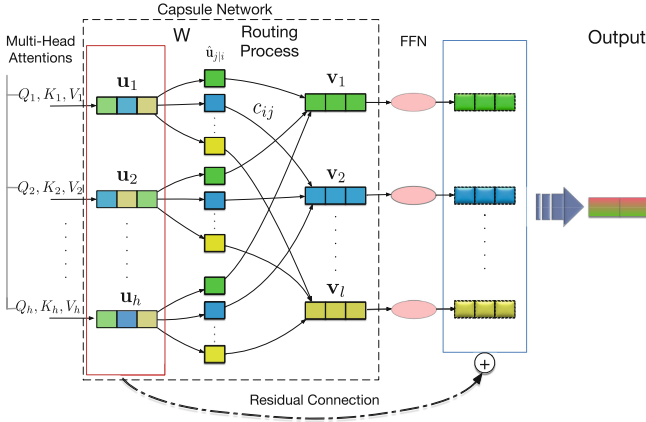 Capsule Network
Multi-Head
Attentions
W
û_{j|i}
Routing
Process
FFN
Output
Q_1, K_1, V_1
u_1
c_{ij}
v_1
Q_2, K_2, V_2
u_2
v_2
Q_h, K_h, V_h
u_h
v_l
+
Residual Connection